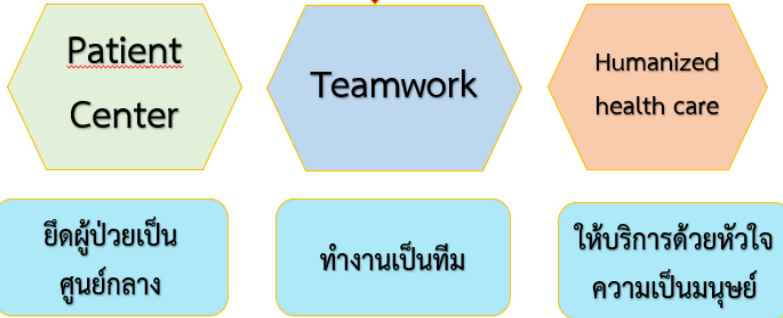 Patient
Center
Teamwork
Humanized
health care
ยึดผู้ป่วยเป็น
ศูนย์กลาง
ทำงานเป็นทีม
ให้บริการด้วยหัวใจ
ความเป็นมนุษย์